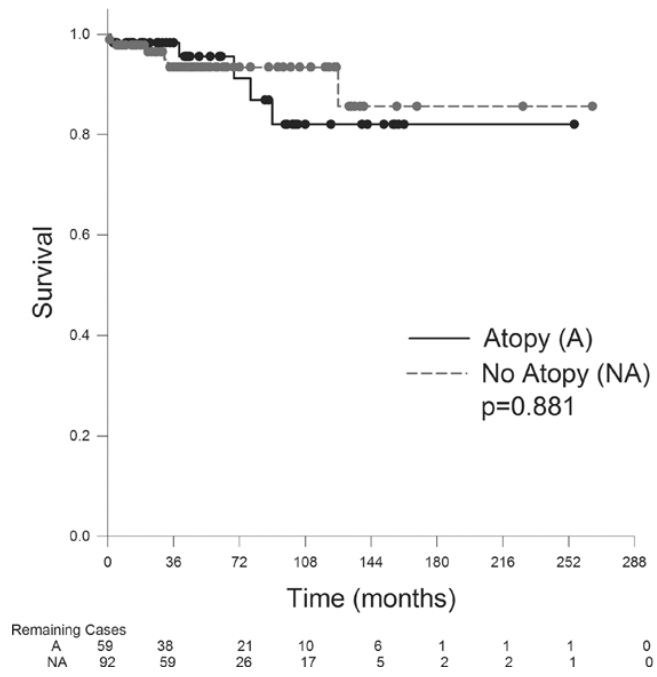 1.0
0.8
0.6
0.4
0.2
0.0
Survival
Atopy (A)
No Atopy (NA)
p=0.881
0 36 72 108 144 180 216 252 288
Time (months)
Remaining Cases
A 59 38 21 10 6 1 1 1 0
NA 92 59 26 17 5 2 2 1 0